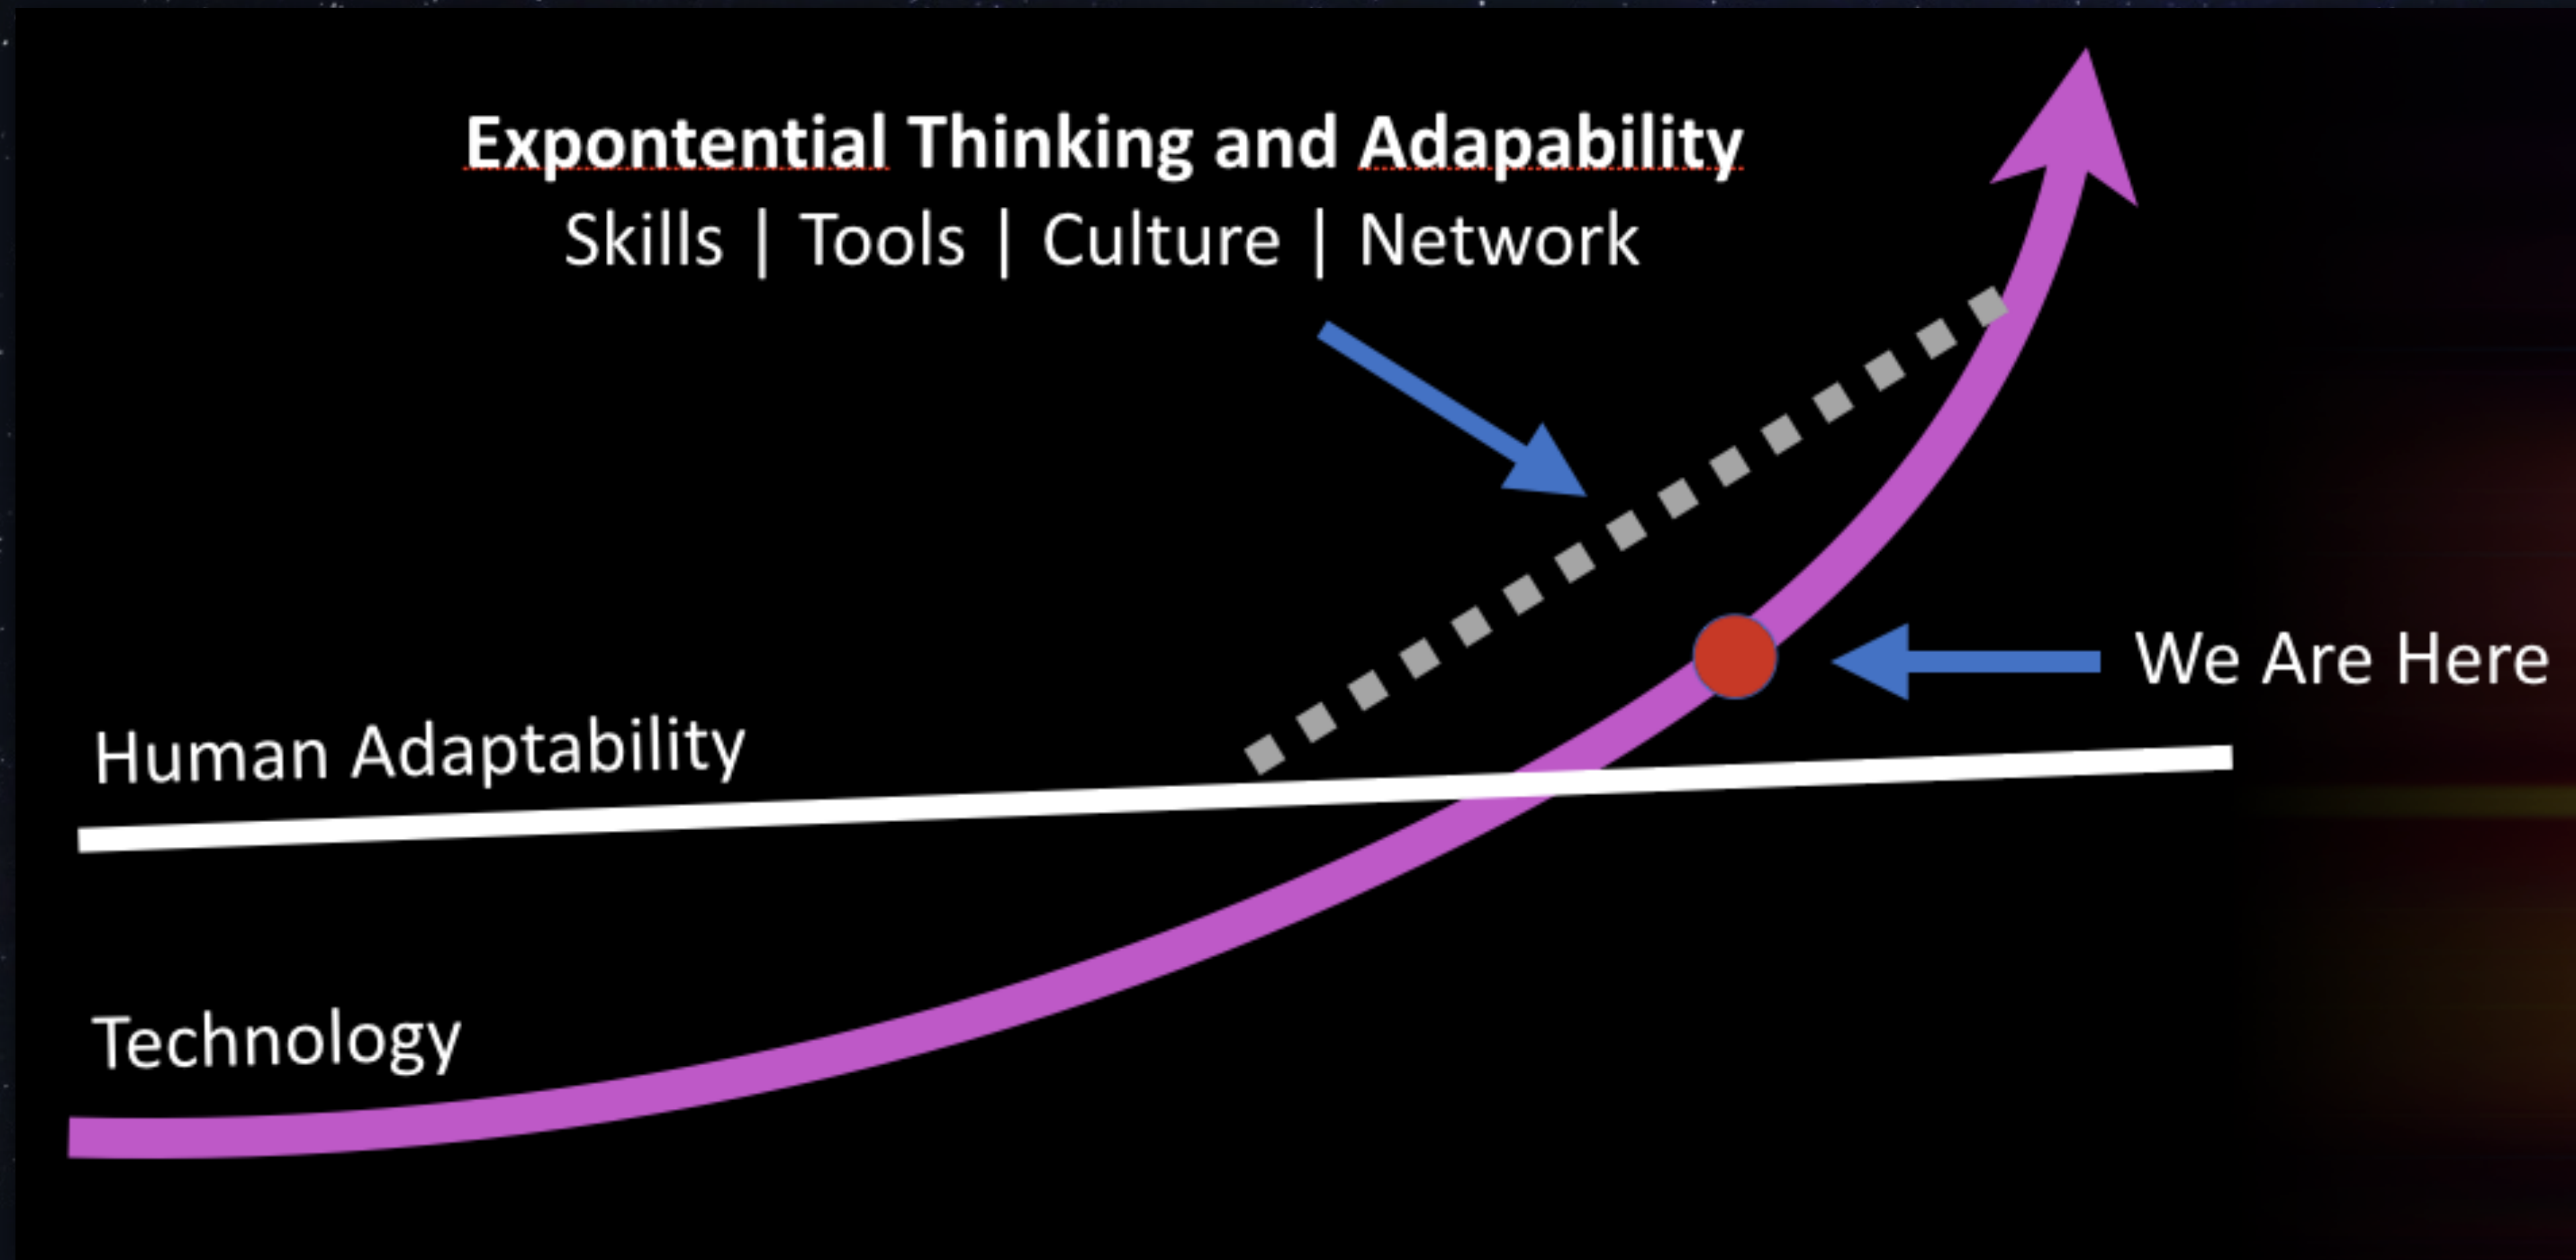 Expontential Thinking and Adapability
Skills | Tools | Culture | Network
We Are Here
Human Adaptability
Technology